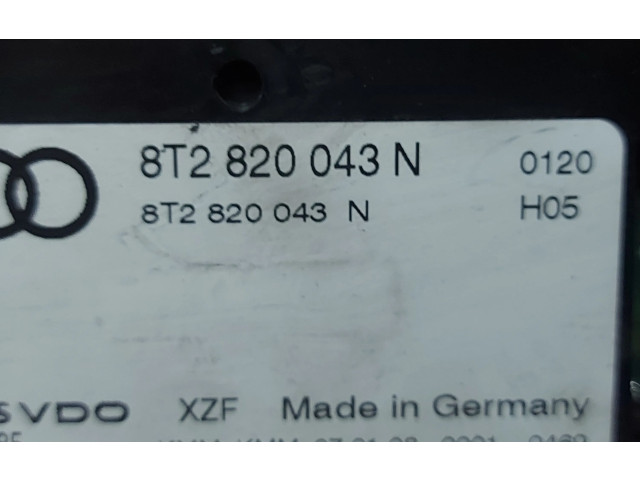 8T2 820 043 N 0120
8T2 820 043 N H05
VDO XZF Made in Germany